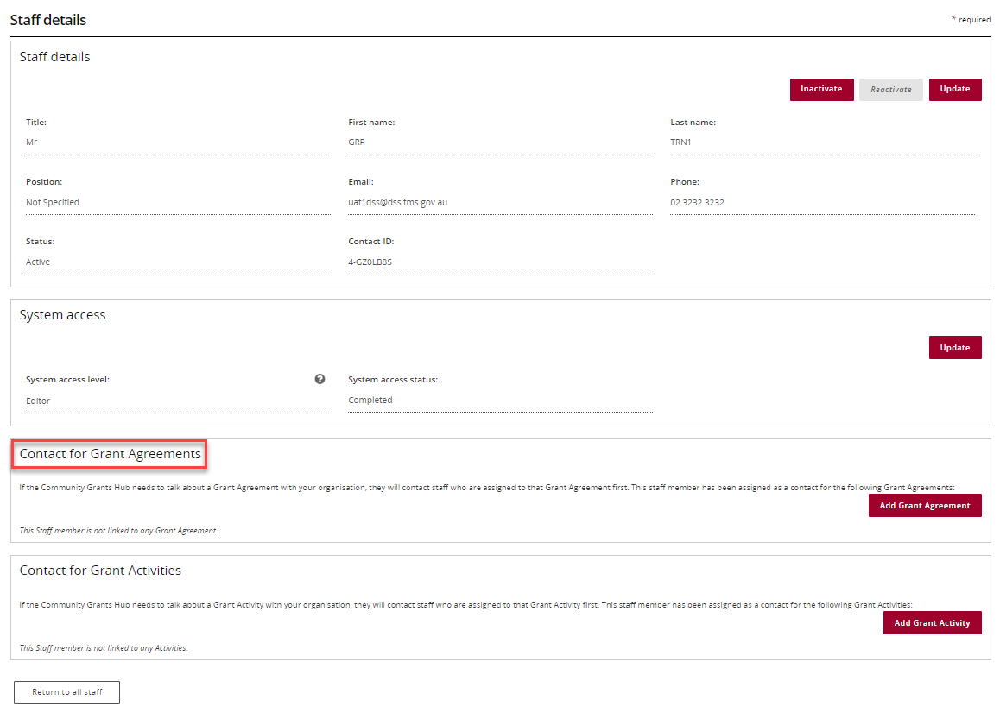 Staff details
* required
Staff details
Inactivate Reactivate Update
Title: First name: Last name:
Mr GRP TRN1
Position: Email: Phone:
Not Specified uat1dss@dss.fms.gov.au 02 3232 3232
Status: Contact ID:
Active 4-GZ0LB8S
System access
Update
System access level: ? System access status:
Editor Completed
Contact for Grant Agreements
If the Community Grants Hub needs to talk about a Grant Agreement with your organisation, they will contact staff who are assigned to that Grant Agreement first. This staff member has been assigned as a contact for the following Grant Agreements:
Add Grant Agreement
This Staff member is not linked to any Grant Agreement.
Contact for Grant Activities
If the Community Grants Hub needs to talk about a Grant Activity with your organisation, they will contact staff who are assigned to that Grant Activity first. This staff member has been assigned as a contact for the following Grant Activities:
Add Grant Activity
This Staff member is not linked to any Activities.
Return to all staff